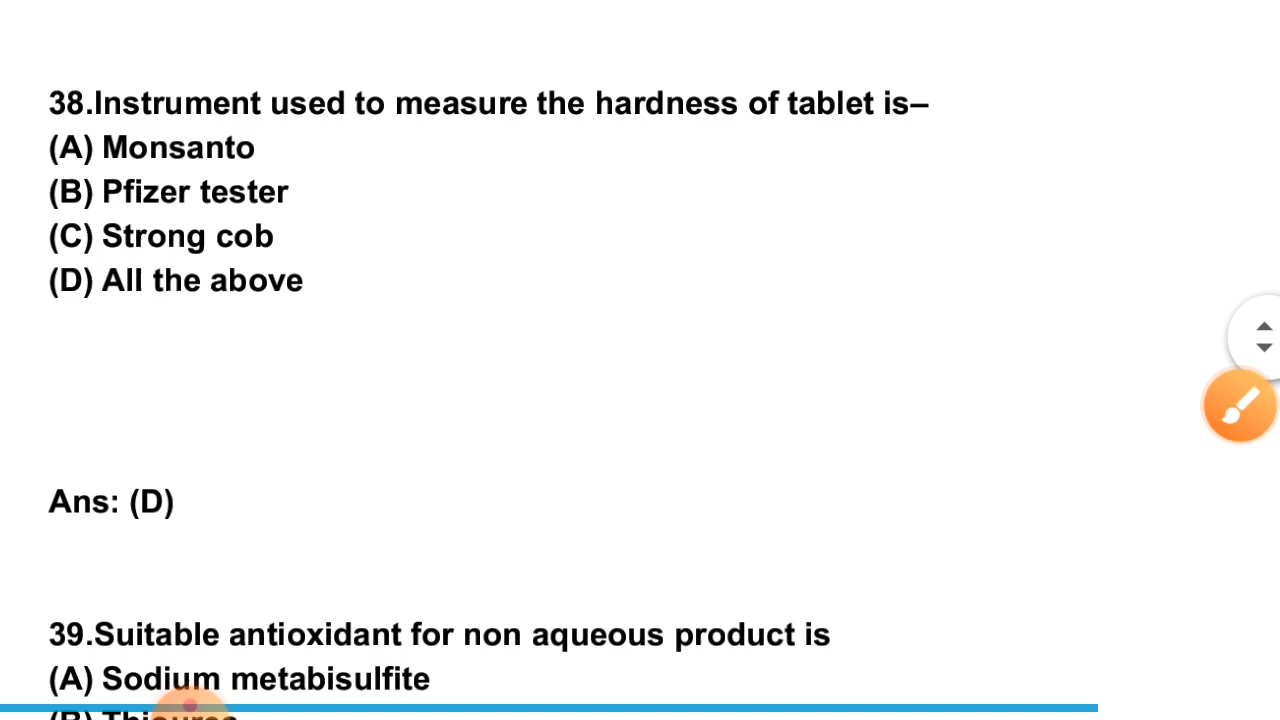 38.Instrument used to measure the hardness of tablet is–
(A) Monsanto
(B) Pfizer tester
(C) Strong cob
(D) All the above
Ans: (D)
39.Suitable antioxidant for non aqueous product is
(A) Sodium metabisulfite